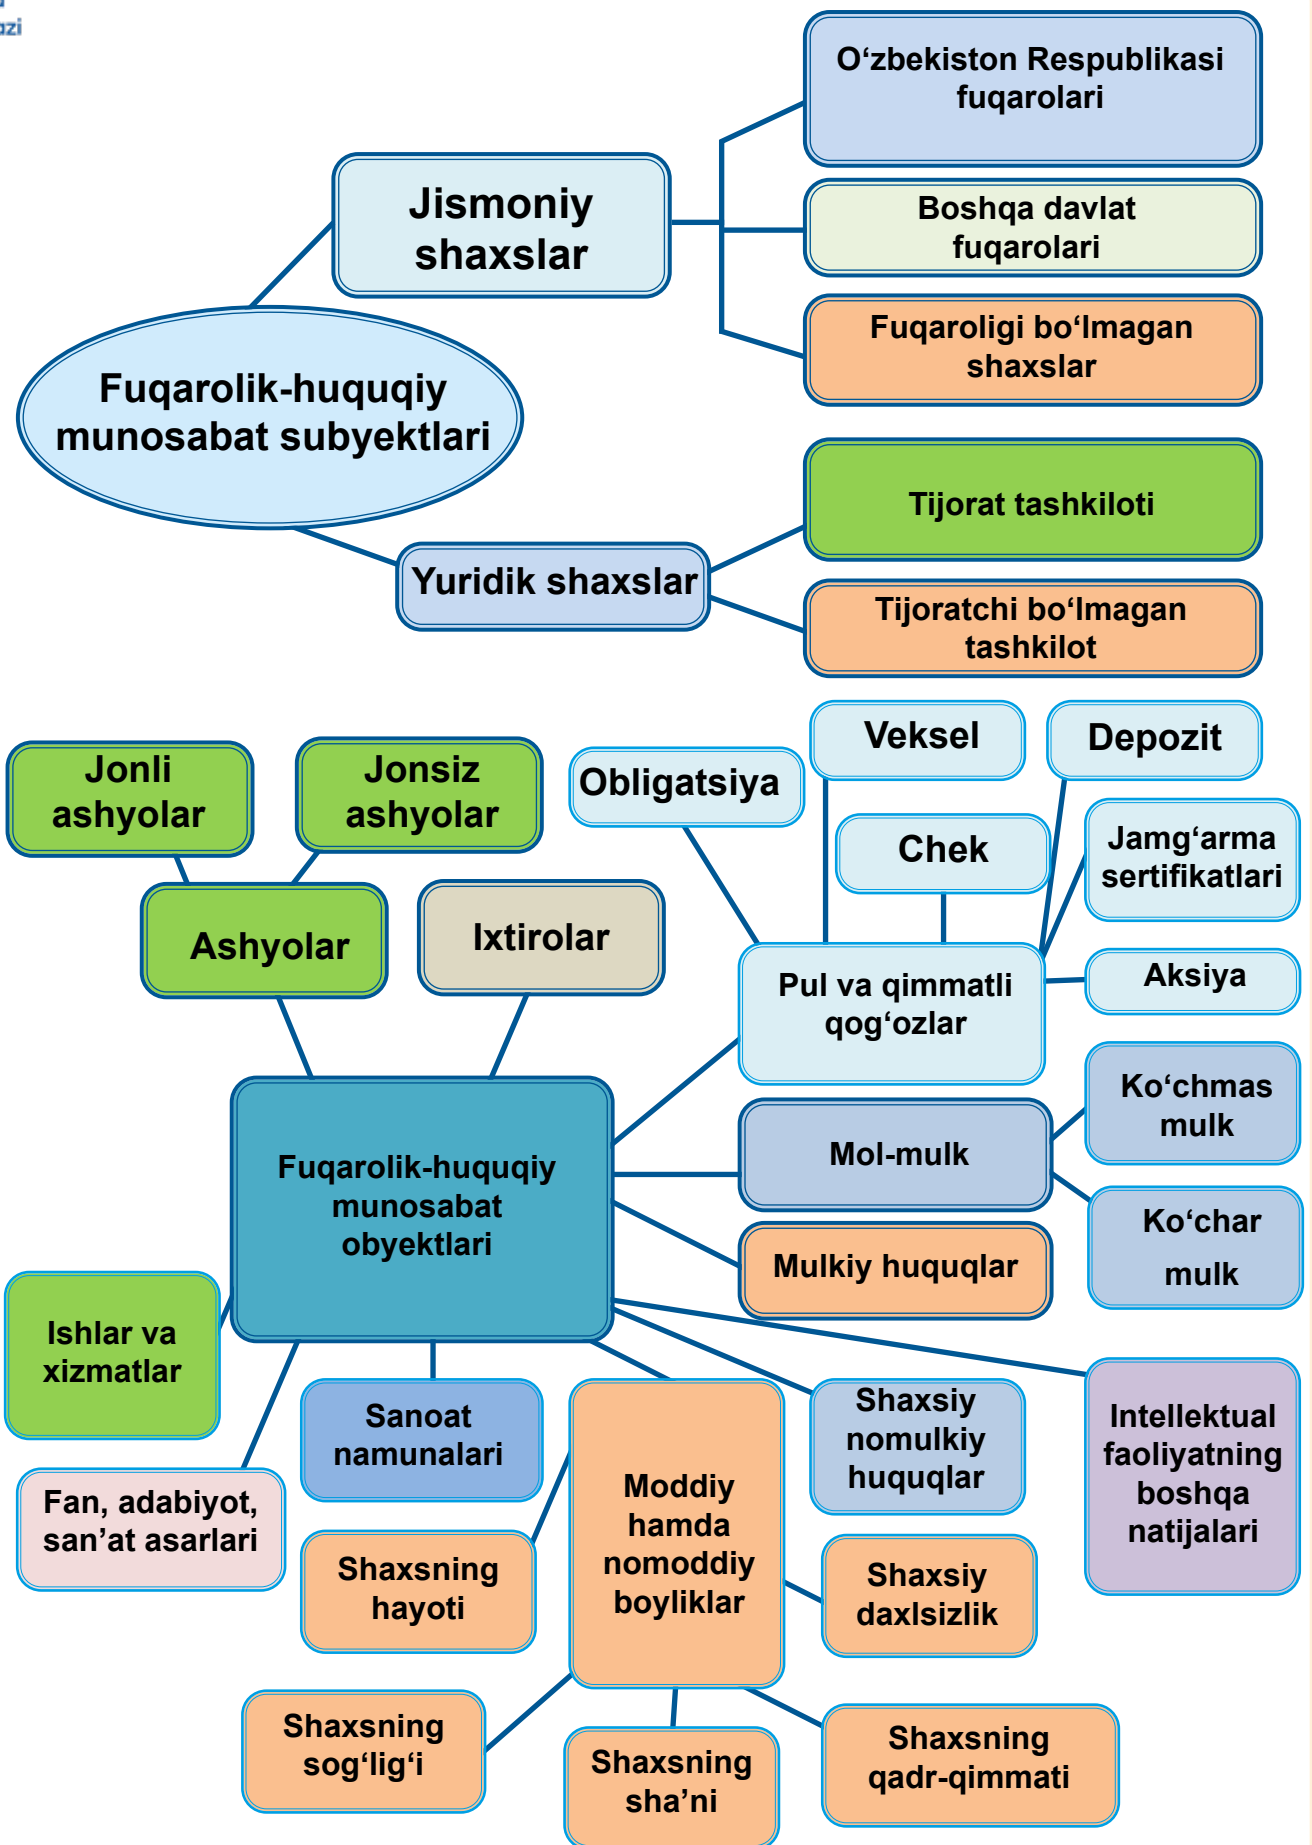 azi
O‘zbekiston Respublikasi
fuqarolari
Jismoniy
shaxslar
Boshqa davlat
fuqarolari
Fuqaroligi bo‘lmagan
shaxslar
Fuqarolik-huquqiy
munosabat subyektlari
Tijorat tashkiloti
Yuridik shaxslar
Tijoratchi bo‘lmagan
tashkilot
Jonli
ashyolar
Jonsiz
ashyolar
Obligatsiya
Veksel
Depozit
Chek
Jamg‘arma
sertifikatlari
Ashyolar
Ixtirolar
Pul va qimmatli
qog‘ozlar
Aksiya
Fuqarolik-huquqiy
munosabat
obyektlari
Mol-mulk
Ko‘chmas
mulk
Ko‘char
mulk
Mulkiy huquqlar
Ishlar va
xizmatlar
Sanoat
namunalari
Fan, adabiyot,
san’at asarlari
Moddiy
hamda
nomoddiy
boyliklar
Shaxsiy
nomulkiy
huquqlar
Intellektual
faoliyatning
boshqa
natijalari
Shaxsning
hayoti
Shaxsiy
daxlsizlik
Shaxsning
sog‘lig‘i
Shaxsning
sha’ni
Shaxsning
qadr-qimmati